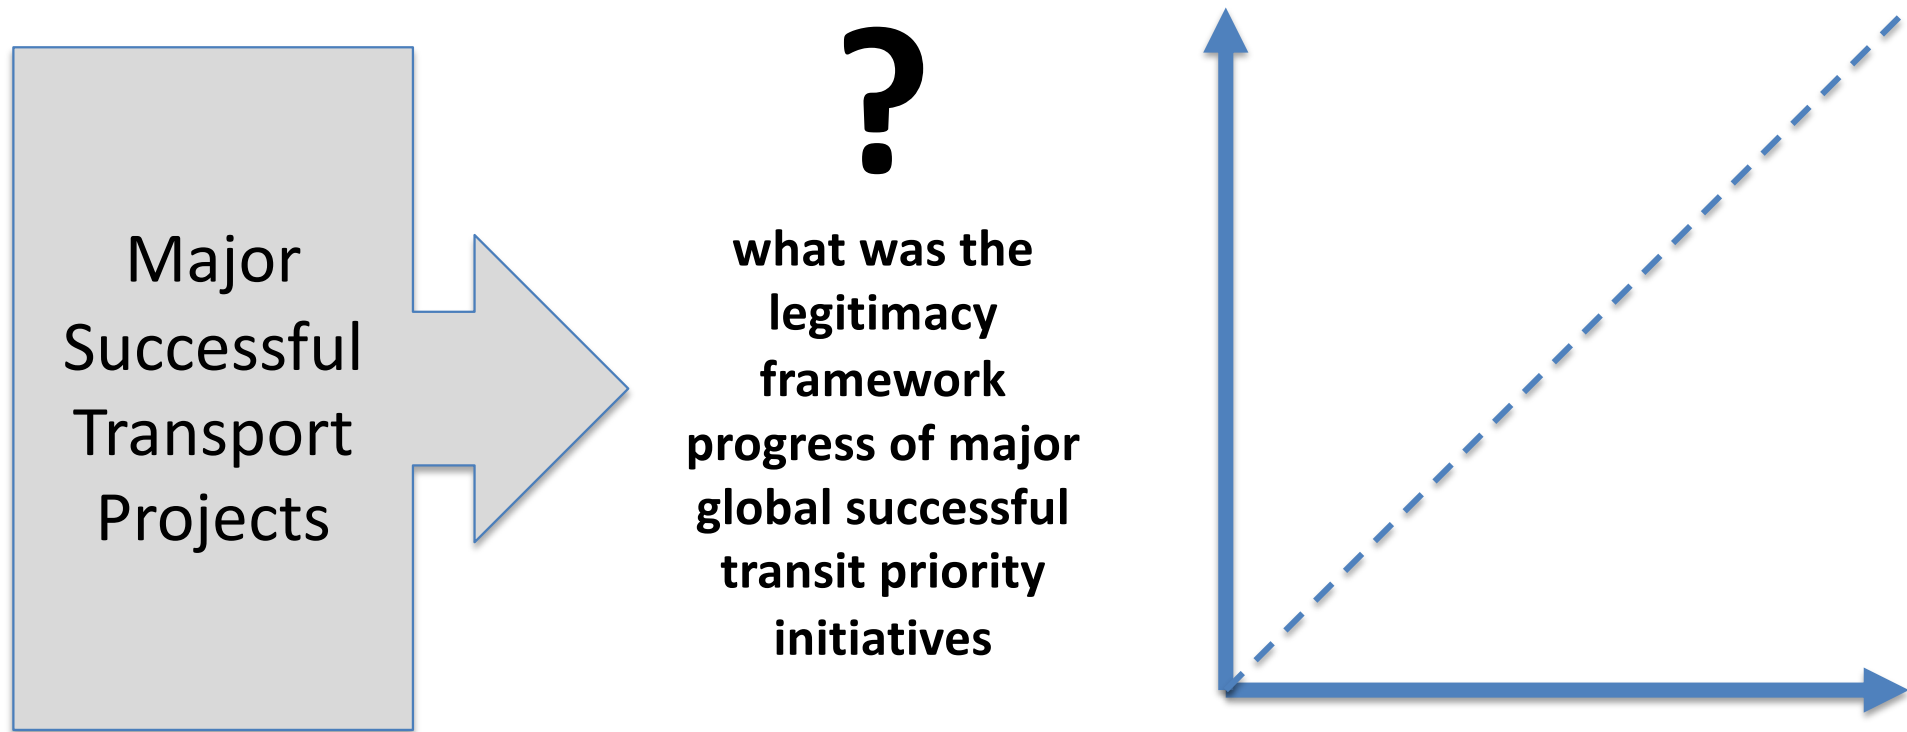 Major
Successful
Transport
Projects
?
what was the
legitimacy
framework
progress of major
global successful
transit priority
initiatives